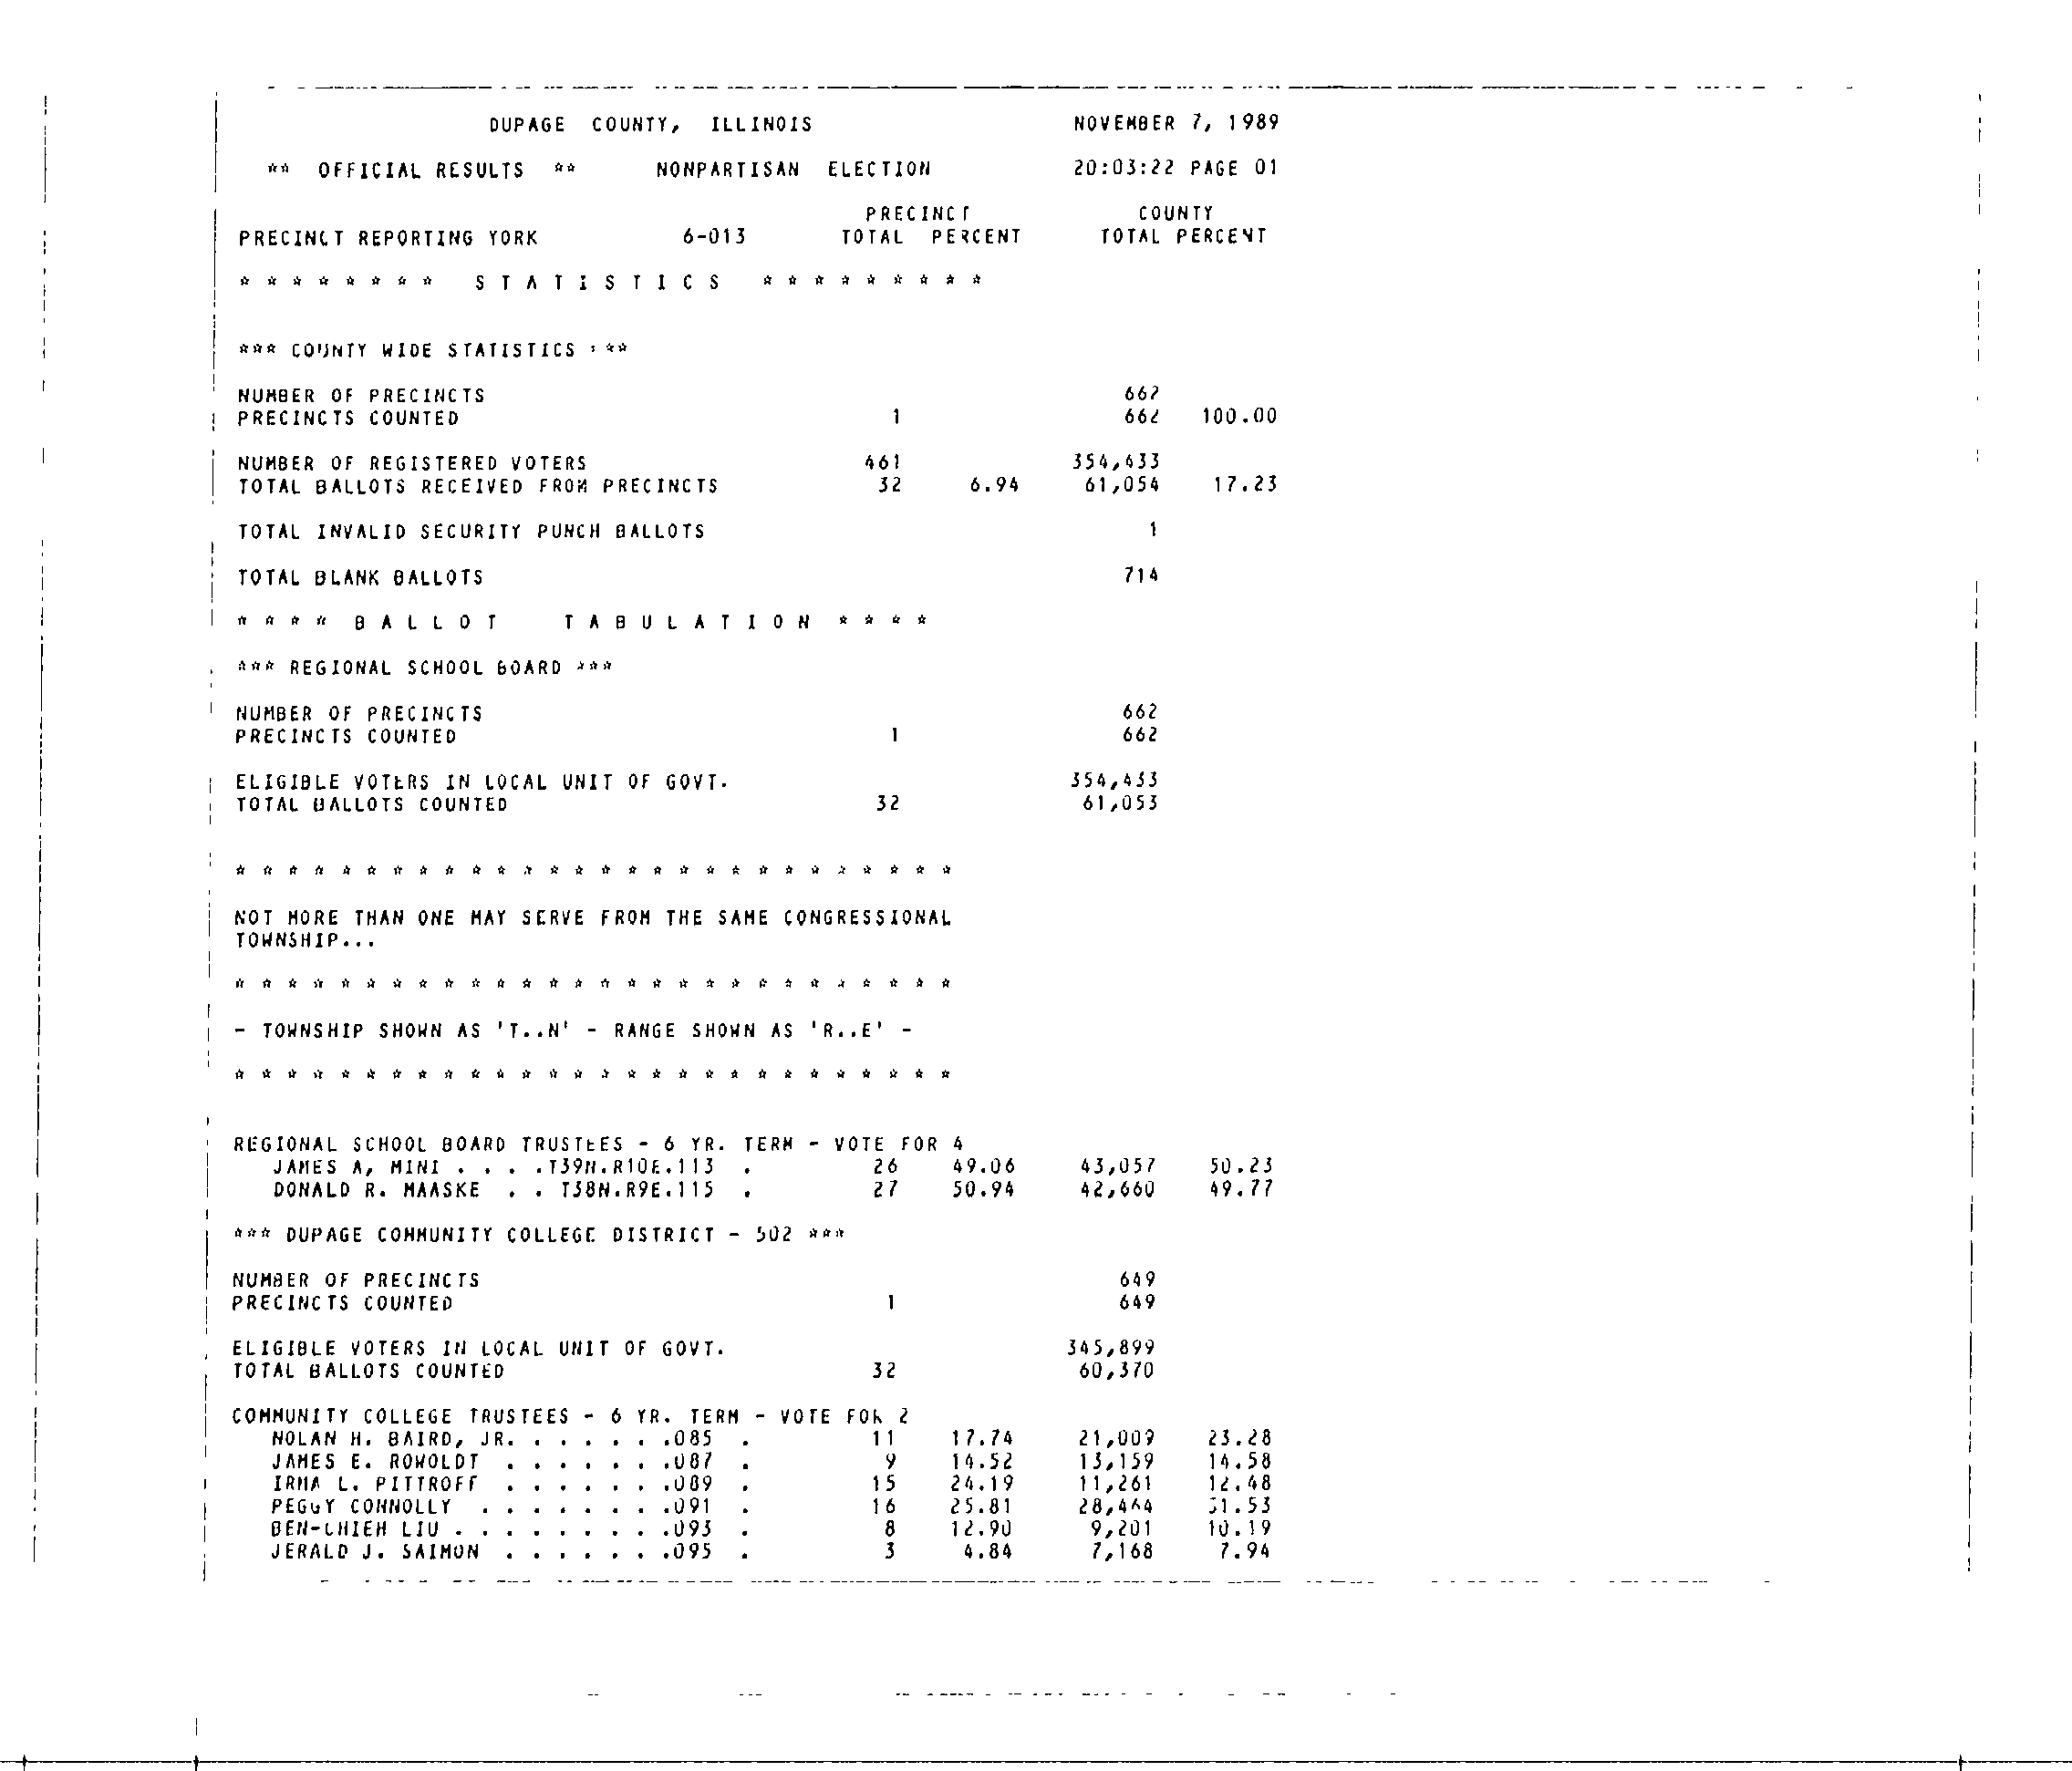 DUPAGE COUNTY, ILLINOIS NOVEMBER 7, 1989
** OFFICIAL RESULTS ** NONPARTISAN ELECTION 20:03:22 PAGE 01
PRECINCT COUNTY
PRECINCT REPORTING YORK 6-013 TOTAL PERCENT TOTAL PERCENT
* * * * * * * * S T A T I S T I C S * * * * * * * * *
*** COUNTY WIDE STATISTICS ***
NUMBER OF PRECINCTS 662
PRECINCTS COUNTED 1 662 100.00
NUMBER OF REGISTERED VOTERS 461 354,433
TOTAL BALLOTS RECEIVED FROM PRECINCTS 32 6.94 61,054 17.23
TOTAL INVALID SECURITY PUNCH BALLOTS 1
TOTAL BLANK BALLOTS 714
* * * * B A L L O T T A B U L A T I O N * * * *
*** REGIONAL SCHOOL BOARD ***
NUMBER OF PRECINCTS 662
PRECINCTS COUNTED 1 662
ELIGIBLE VOTERS IN LOCAL UNIT OF GOVT. 354,433
TOTAL BALLOTS COUNTED 32 61,053
* * * * * * * * * * * * * * * * * * * * * * * * * * * *
NOT MORE THAN ONE MAY SERVE FROM THE SAME CONGRESSIONAL
TOWNSHIP...
* * * * * * * * * * * * * * * * * * * * * * * * * * * *
- TOWNSHIP SHOWN AS 'T..N' - RANGE SHOWN AS 'R..E' -
* * * * * * * * * * * * * * * * * * * * * * * * * * * *
REGIONAL SCHOOL BOARD TRUSTEES - 6 YR. TERM - VOTE FOR 4
JAMES A, MINI . . . .T39N.R10E.113 . 26 49.06 43,057 50.23
DONALD R. MAASKE . . T38N.R9E.115 . 27 50.94 42,660 49.77
*** DUPAGE COMMUNITY COLLEGE DISTRICT - 502 ***
NUMBER OF PRECINCTS 649
PRECINCTS COUNTED 1 649
ELIGIBLE VOTERS IN LOCAL UNIT OF GOVT. 345,899
TOTAL BALLOTS COUNTED 32 60,370
COMMUNITY COLLEGE TRUSTEES - 6 YR. TERM - VOTE FOR 2
NOLAN H. BAIRD, JR. . . . . . .085 . 11 17.74 21,009 23.28
JAMES E. ROWOLDT . . . . . . .087 . 9 14.52 13,159 14.58
IRMA L. PITTROFF . . . . . . .089 . 15 24.19 11,261 12.48
PEGGY CONNOLLY . . . . . . . .091 . 16 25.81 28,464 31.53
BEN-CHIEH LIU . . . . . . . . .093 . 8 12.90 9,201 10.19
JERALD J. SAIMON . . . . . . .095 . 3 4.84 7,168 7.94